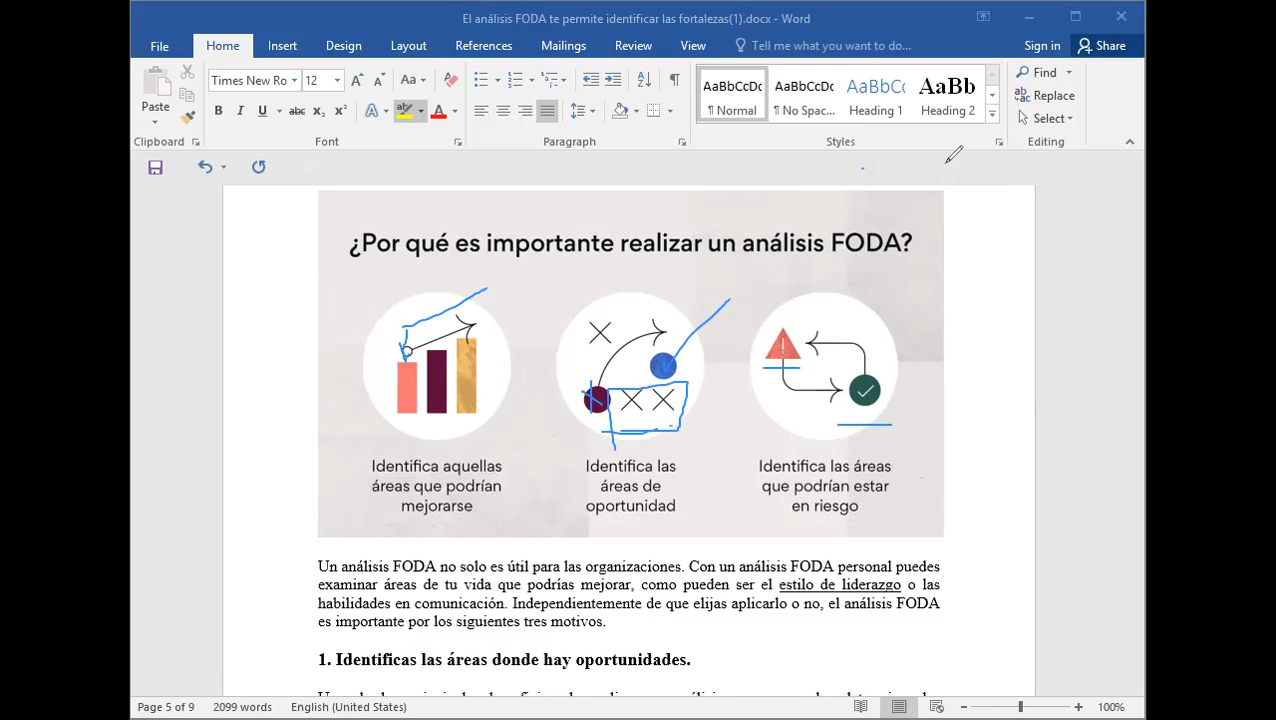 El análisis FODA te permite identificar las fortalezas(1).docx - Word
File Home Insert Design Layout References Mailings Review View Tell me what you want to do... Sign in Share
Times New Ro 12 Aa AaBbCcDc AaBbCcDc AaBbCc AaBb Find
Paste B I U abc x₂ x² A ab A ¶ Normal ¶ No Spac... Heading 1 Heading 2 Replace
Select
Clipboard Font Paragraph Styles Editing
¿Por qué es importante realizar un análisis FODA?
Identifica aquellas
áreas que podrían
mejorarse
Identifica las
áreas de
oportunidad
Identifica las áreas
que podrían estar
en riesgo
Un análisis FODA no solo es útil para las organizaciones. Con un análisis FODA personal puedes
examinar áreas de tu vida que podrías mejorar, como pueden ser el estilo de liderazgo o las
habilidades en comunicación. Independientemente de que elijas aplicarlo o no, el análisis FODA
es importante por los siguientes tres motivos.
1. Identificas las áreas donde hay oportunidades.
Page 5 of 9 2099 words English (United States) 100%